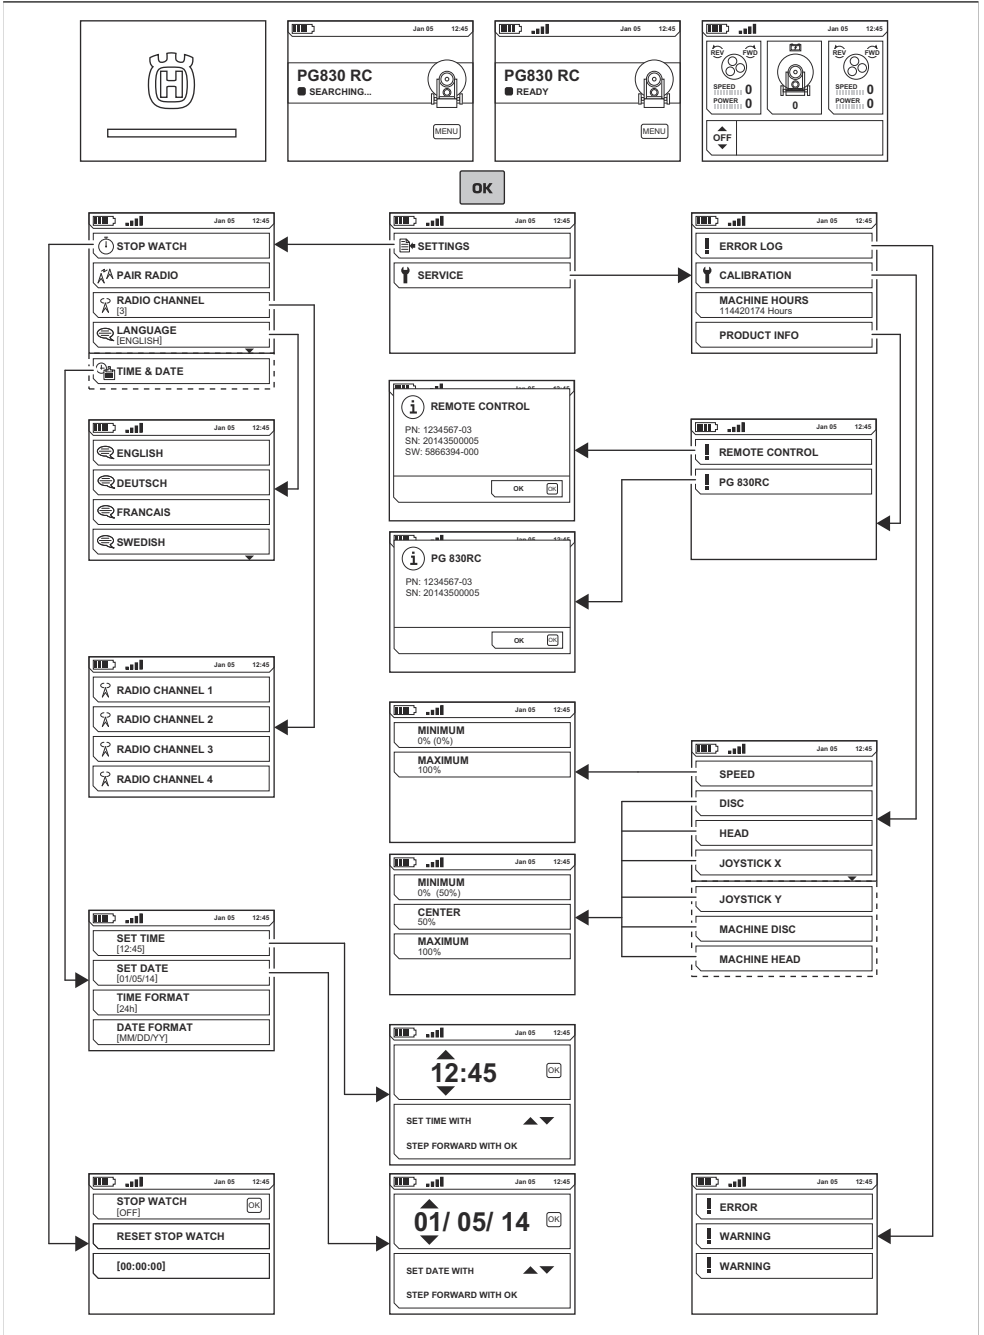 Jan 05 12:45
PG830 RC
SEARCHING...
MENU
Jan 05 12:45
PG830 RC
READY
MENU
Jan 05 12:45
REV FWD
SPEED 0
POWER 0
0
REV FWD
SPEED 0
POWER 0
OFF
OK
Jan 05 12:45
STOP WATCH
PAIR RADIO
RADIO CHANNEL
[3]
LANGUAGE
[ENGLISH]
TIME & DATE
Jan 05 12:45
SETTINGS
SERVICE
Jan 05 12:45
ERROR LOG
CALIBRATION
MACHINE HOURS
114420174 Hours
PRODUCT INFO
Jan 05 12:45
REMOTE CONTROL
PN: 1234567-03
SN: 20143500005
SW: 5866394-000
OK OK
Jan 05 12:45
REMOTE CONTROL
PG 830RC
Jan 05 12:45
ENGLISH
DEUTSCH
FRANCAIS
SWEDISH
Jan 05 12:45
PG 830RC
PN: 1234567-03
SN: 20143500005
OK OK
Jan 05 12:45
RADIO CHANNEL 1
RADIO CHANNEL 2
RADIO CHANNEL 3
RADIO CHANNEL 4
Jan 05 12:45
MINIMUM
0% (0%)
MAXIMUM
100%
Jan 05 12:45
SPEED
DISC
HEAD
JOYSTICK X
JOYSTICK Y
MACHINE DISC
MACHINE HEAD
Jan 05 12:45
MINIMUM
0% (50%)
CENTER
50%
MAXIMUM
100%
Jan 05 12:45
SET TIME
[12:45]
SET DATE
[01/05/14]
TIME FORMAT
[24h]
DATE FORMAT
[MM/DD/YY]
Jan 05 12:45
12:45 OK
SET TIME WITH
STEP FORWARD WITH OK
Jan 05 12:45
STOP WATCH
[OFF]
OK
RESET STOP WATCH
[00:00:00]
Jan 05 12:45
01/ 05/ 14 OK
SET DATE WITH
STEP FORWARD WITH OK
Jan 05 12:45
ERROR
WARNING
WARNING